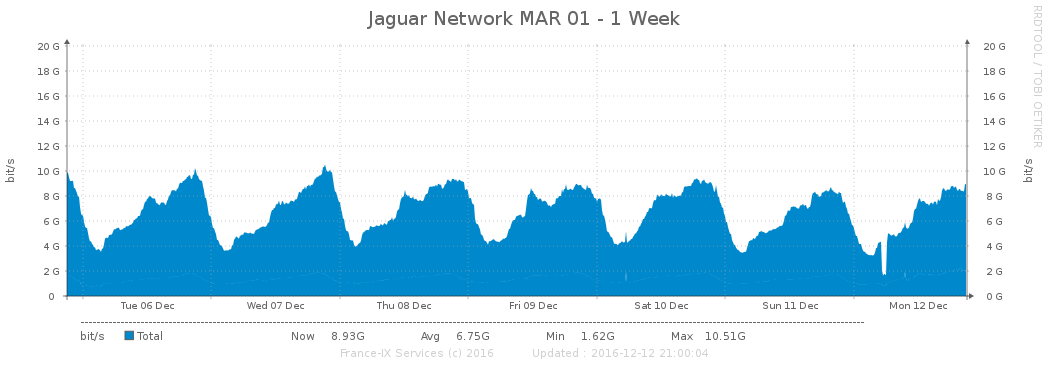 Jaguar Network MAR 01 - 1 Week
RRDTOOL / TOBI OETIKER
bit/s
bit/s
20 G 20 G
18 G 18 G
16 G 16 G
14 G 14 G
12 G 12 G
10 G 10 G
8 G 8 G
6 G 6 G
4 G 4 G
2 G 2 G
0 0 G
Tue 06 Dec Wed 07 Dec Thu 08 Dec Fri 09 Dec Sat 10 Dec Sun 11 Dec Mon 12 Dec
bit/s Total Now 8.93G Avg 6.75G Min 1.62G Max 10.51G
France-IX Services (c) 2016 Updated : 2016-12-12 21:00:04